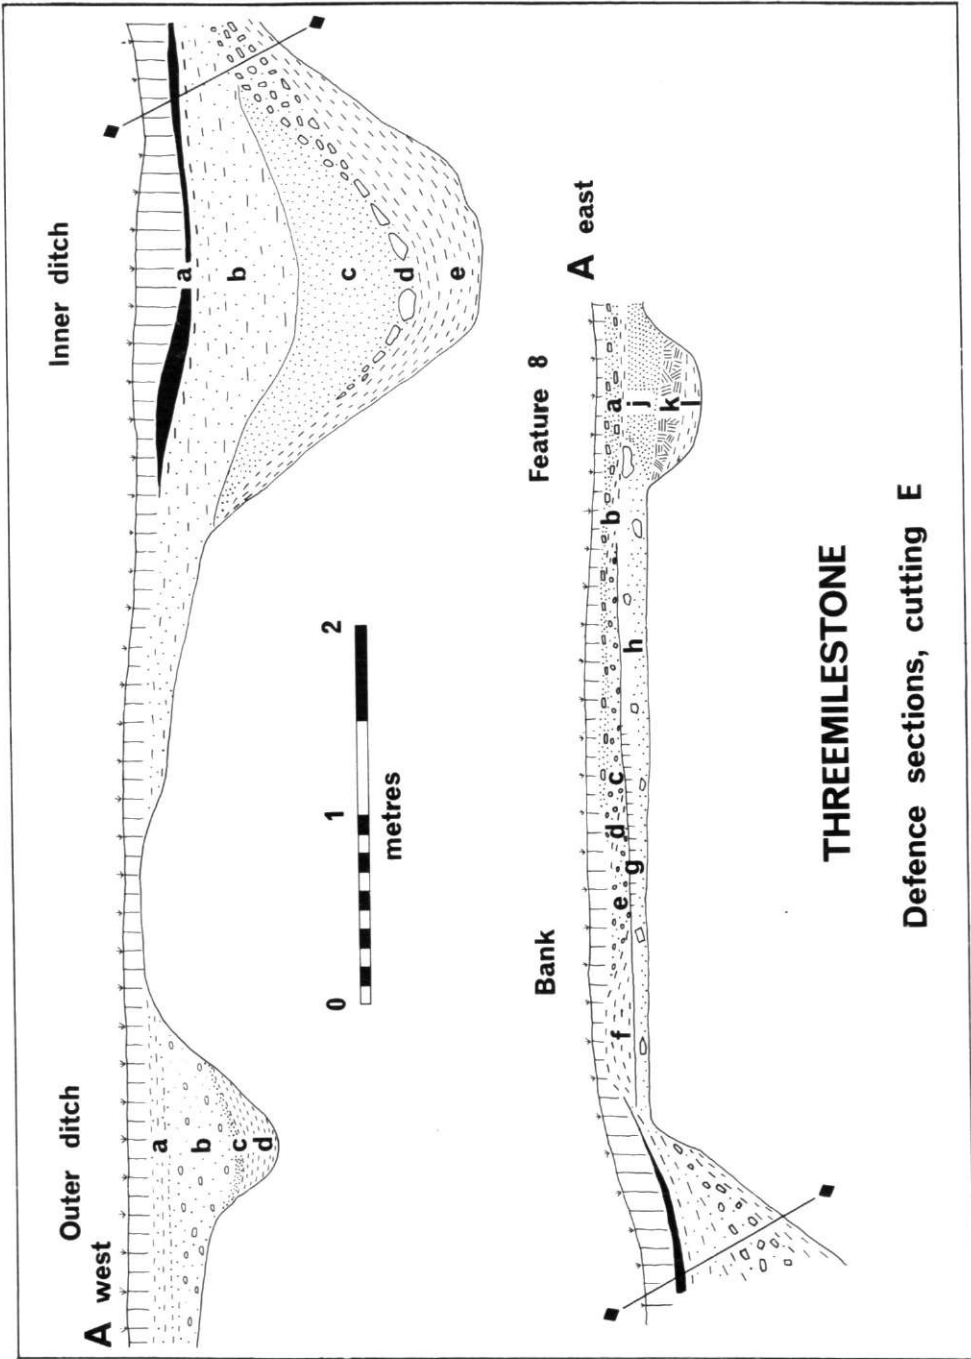 Outer ditch
Inner ditch
A west
a
b
c
d
a
b
c
d
e
0 1 2
metres
Bank
Feature 8
A east
f
e
g
d
c
h
b
a
j
k
l
THREEMILESTONE
Defence sections, cutting E